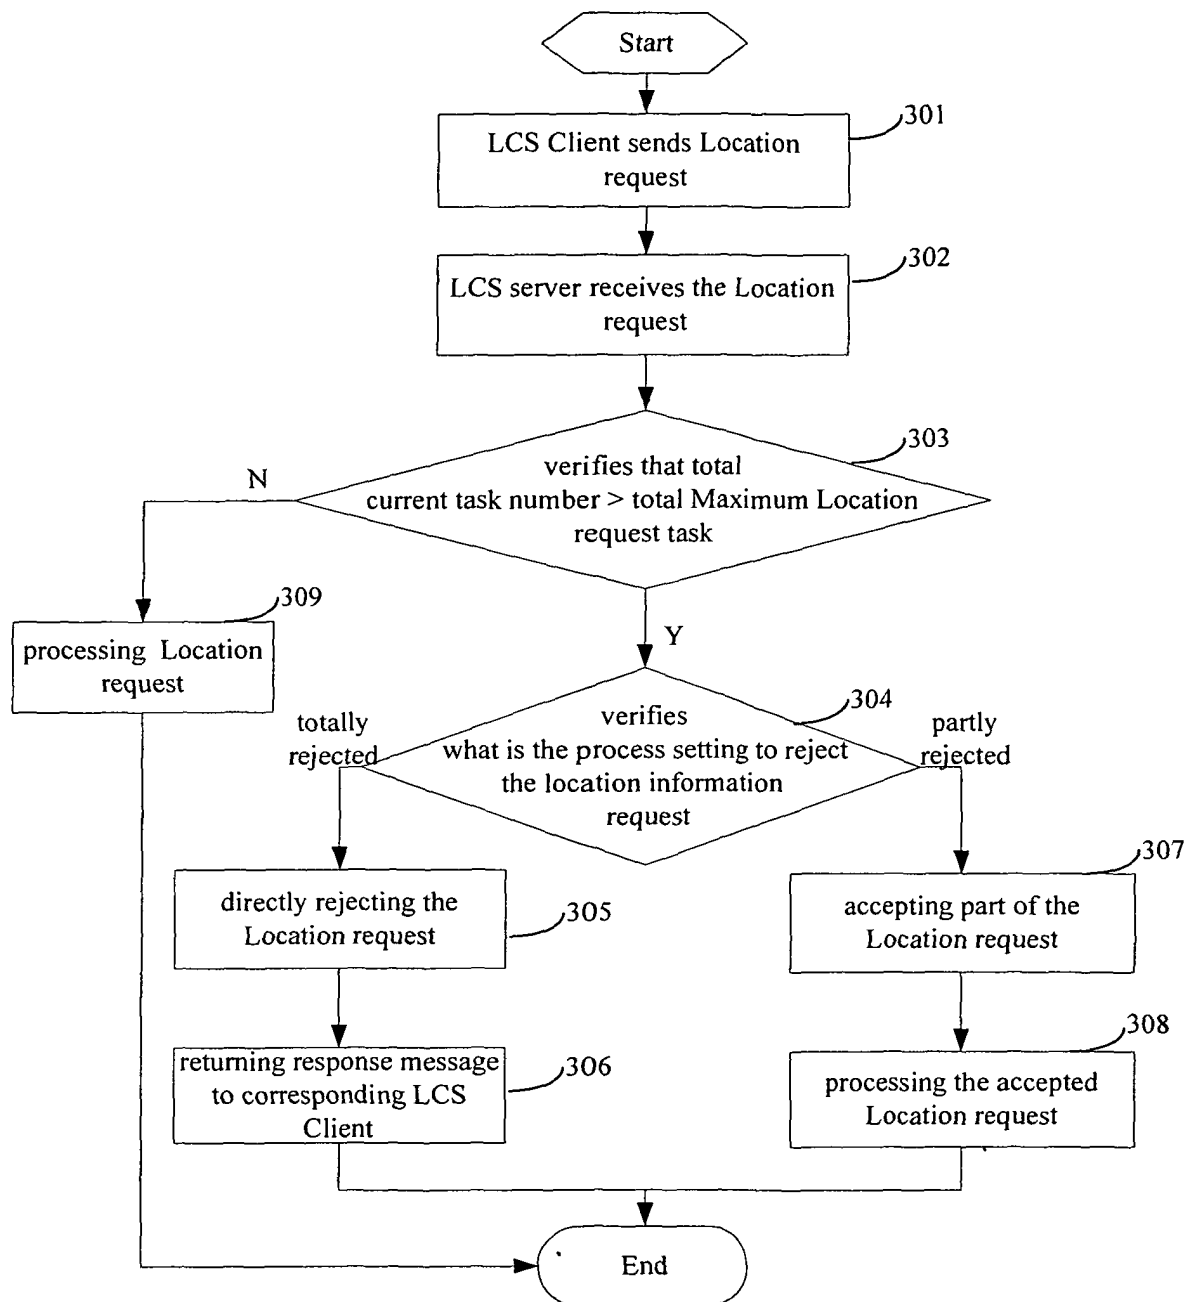 Start
301
LCS Client sends Location
request
302
LCS server receives the Location
request
303
verifies that total
current task number > total Maximum Location
request task
N
Y
309
processing Location
request
304
verifies
what is the process setting to reject
the location information
request
totally
rejected
partly
rejected
305
directly rejecting the
Location request
307
accepting part of the
Location request
306
returning response message
to corresponding LCS
Client
308
processing the accepted
Location request
End